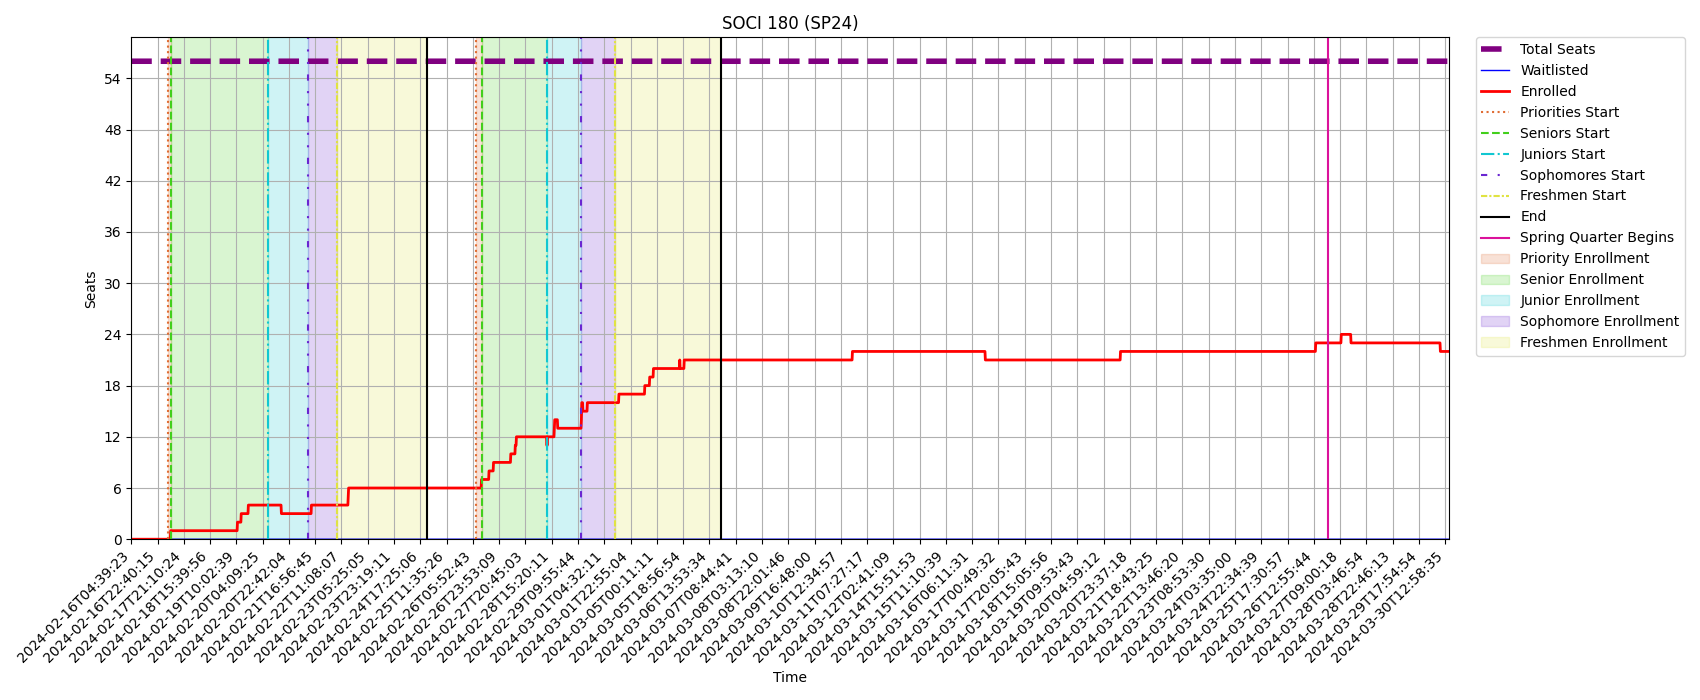 SOCI 180 (SP24)
Seats
54
48
42
36
30
24
18
12
6
0
2024-02-16T04:39:23
2024-02-16T22:40:15
2024-02-17T21:10:24
2024-02-18T15:39:56
2024-02-19T10:02:39
2024-02-20T04:09:25
2024-02-20T22:42:04
2024-02-21T16:56:45
2024-02-22T11:08:07
2024-02-23T05:25:05
2024-02-23T23:19:11
2024-02-24T17:25:06
2024-02-25T11:35:26
2024-02-26T05:52:43
2024-02-26T23:53:09
2024-02-27T20:45:03
2024-02-28T15:20:11
2024-02-29T09:55:44
2024-03-01T04:32:11
2024-03-01T22:55:04
2024-03-05T00:11:11
2024-03-05T18:56:54
2024-03-06T13:53:34
2024-03-07T08:44:41
2024-03-08T03:13:10
2024-03-08T22:01:46
2024-03-09T16:48:00
2024-03-10T12:34:57
2024-03-11T07:27:17
2024-03-12T02:41:09
2024-03-14T15:51:53
2024-03-15T11:10:39
2024-03-16T06:11:31
2024-03-17T00:49:32
2024-03-17T20:05:43
2024-03-18T15:05:56
2024-03-19T09:53:43
2024-03-20T04:59:12
2024-03-20T23:37:18
2024-03-21T18:43:25
2024-03-22T13:46:20
2024-03-23T08:53:30
2024-03-24T03:35:00
2024-03-24T22:34:39
2024-03-25T17:30:57
2024-03-26T12:55:44
2024-03-27T09:00:18
2024-03-28T03:46:54
2024-03-28T22:46:13
2024-03-29T17:54:54
2024-03-30T12:58:35
Time
Total Seats
Waitlisted
Enrolled
Priorities Start
Seniors Start
Juniors Start
Sophomores Start
Freshmen Start
End
Spring Quarter Begins
Priority Enrollment
Senior Enrollment
Junior Enrollment
Sophomore Enrollment
Freshmen Enrollment